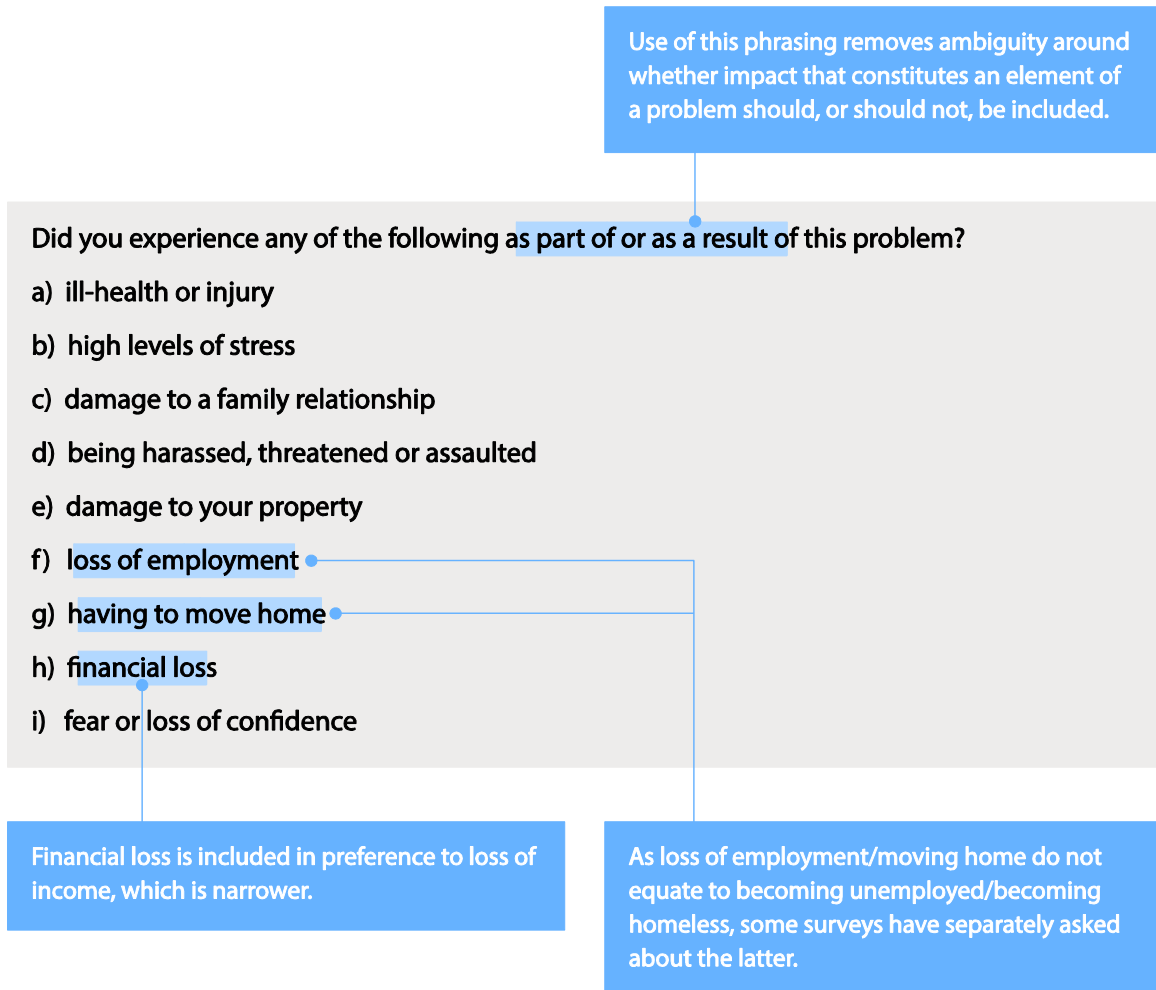 Use of this phrasing removes ambiguity around
whether impact that constitutes an element of
a problem should, or should not, be included.
Did you experience any of the following as part of or as a result of this problem?
a) ill-health or injury
b) high levels of stress
c) damage to a family relationship
d) being harassed, threatened or assaulted
e) damage to your property
f) loss of employment
g) having to move home
h) financial loss
i) fear or loss of confidence
Financial loss is included in preference to loss of
income, which is narrower.
As loss of employment/moving home do not
equate to becoming unemployed/becoming
homeless, some surveys have separately asked
about the latter.